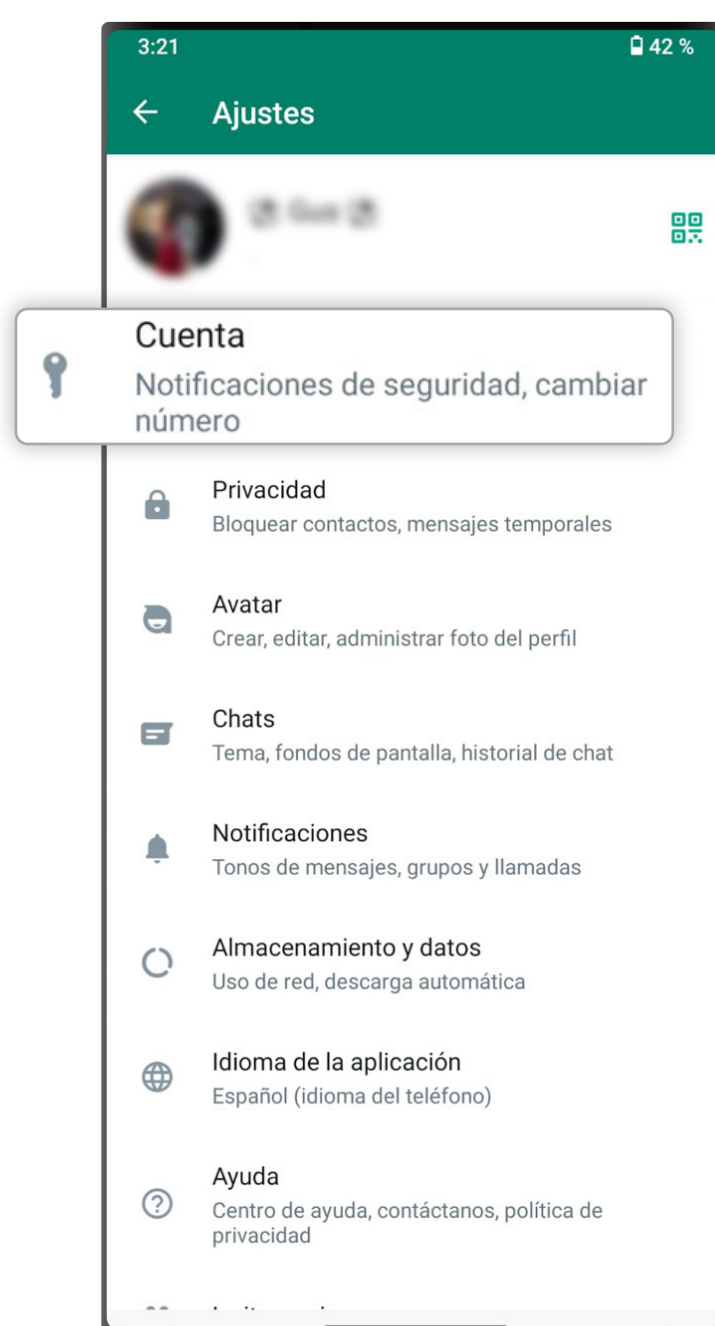 3:21
42 %
Ajustes
Cuenta
Notificaciones de seguridad, cambiar
número
Privacidad
Bloquear contactos, mensajes temporales
Avatar
Crear, editar, administrar foto del perfil
Chats
Tema, fondos de pantalla, historial de chat
Notificaciones
Tonos de mensajes, grupos y llamadas
Almacenamiento y datos
Uso de red, descarga automática
Idioma de la aplicación
Español (idioma del teléfono)
Ayuda
Centro de ayuda, contáctanos, política de
privacidad